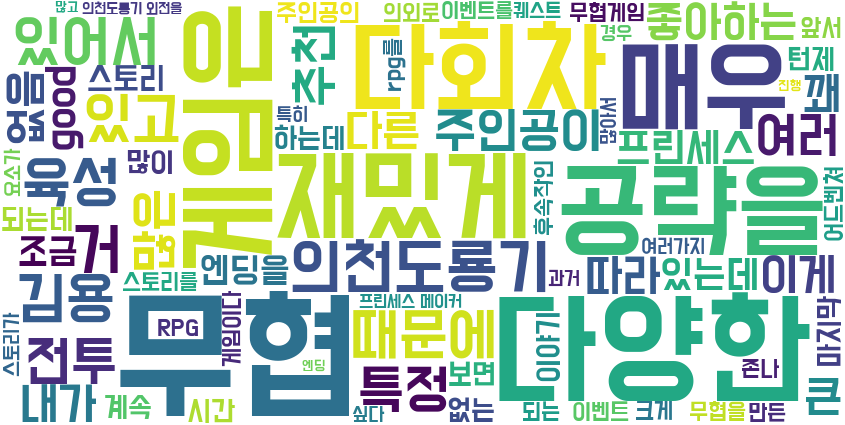 많고 의천도룡기 외전을
있어서
게임은
주인공의
의외로
이벤트를
퀘스트
무협게임
좋아하는
앞서
경우
추천
rpg를
다회차
매우
턴제
꽤
진행
없음
good
스토리
있고
특히
하는데
다른
주인공이
많아서
프린세스
여러
요소가
육성
많이
많은
재밌게
후속작인
공략을
어드벤쳐
되는데
조금
거
엔딩을
의천도룡기
여러가지
과거
따라
있는데
이게
스토리를
김용
스토리가
RPG
게임이다
무협
프린세스 메이커
때문에
이야기
다양한
마지막
전투
엔딩
특정
보면
존나
큰
내가
계속
시간
싶다
없는
되는
이벤트
크게
무협을
만든